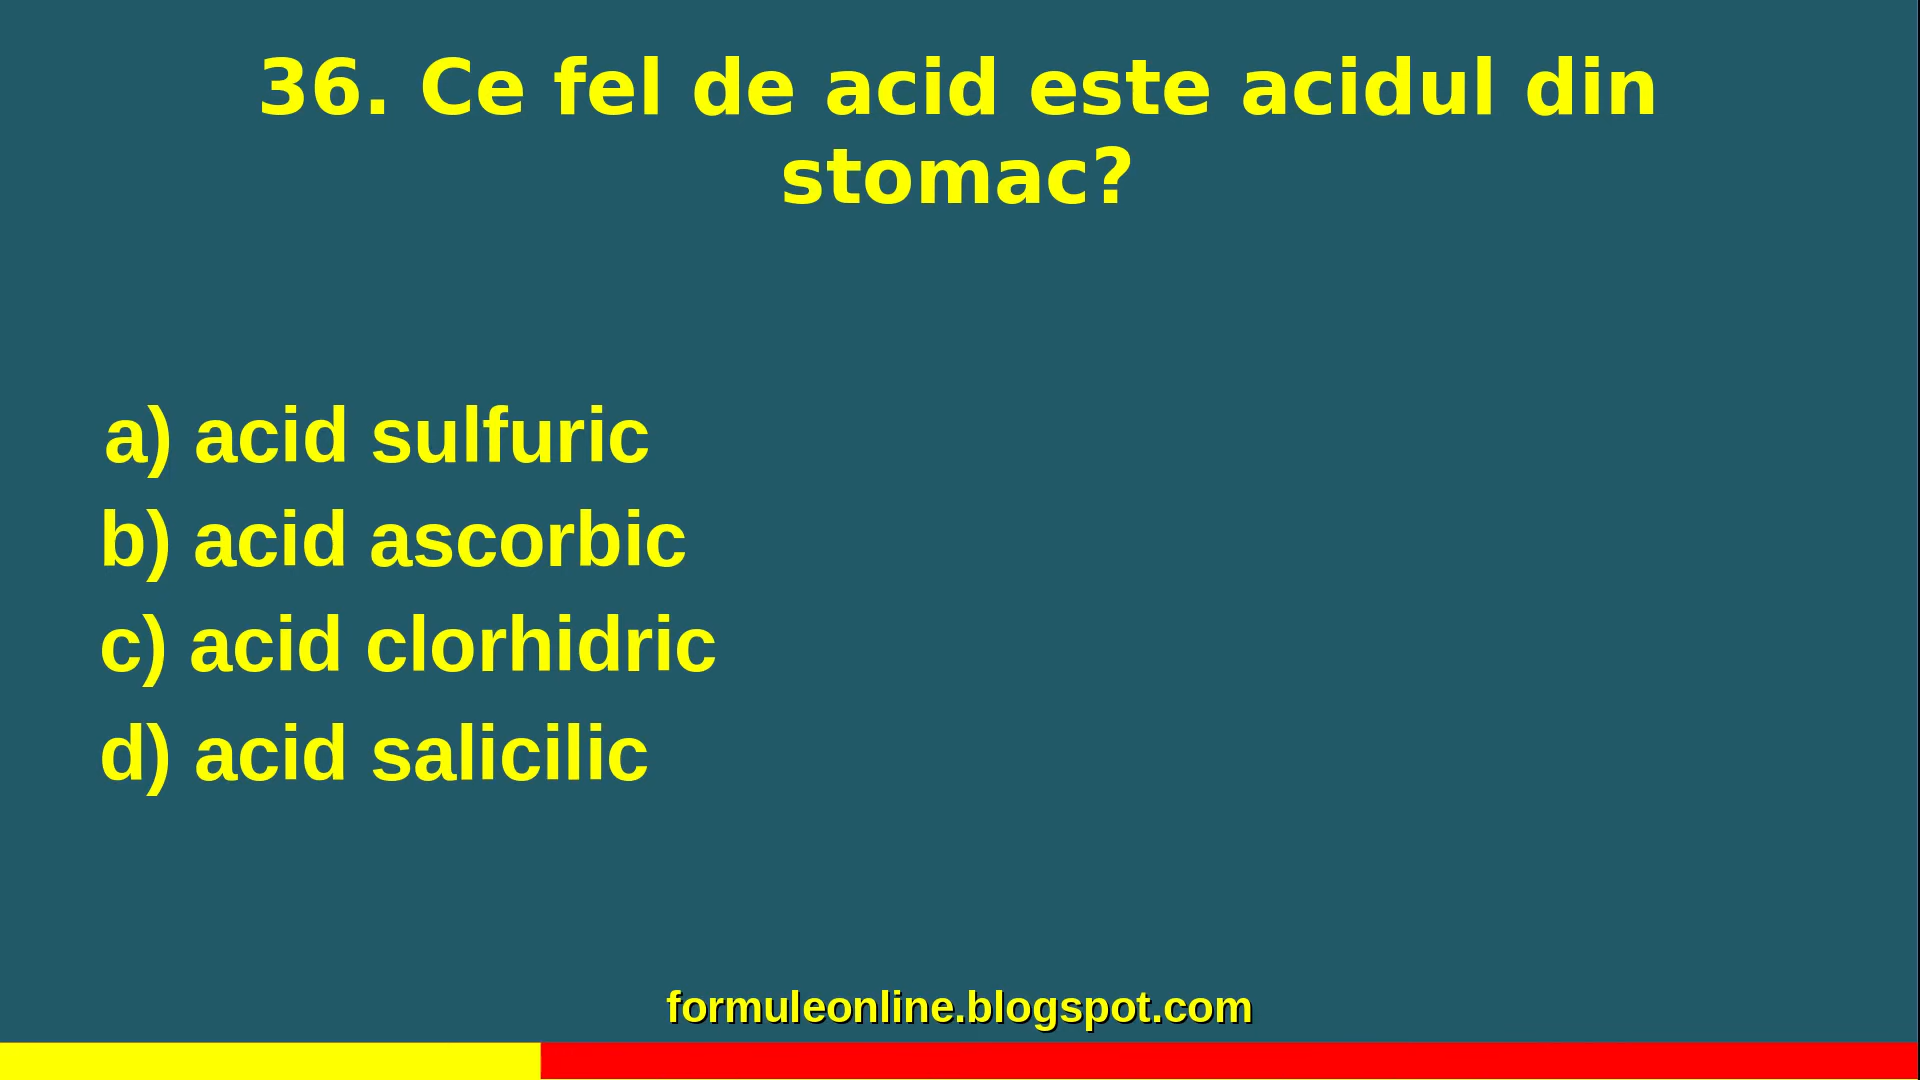 36. Ce fel de acid este acidul din
stomac?
a) acid sulfuric
b) acid ascorbic
c) acid clorhidric
d) acid salicilic
formuleonline.blogspot.com